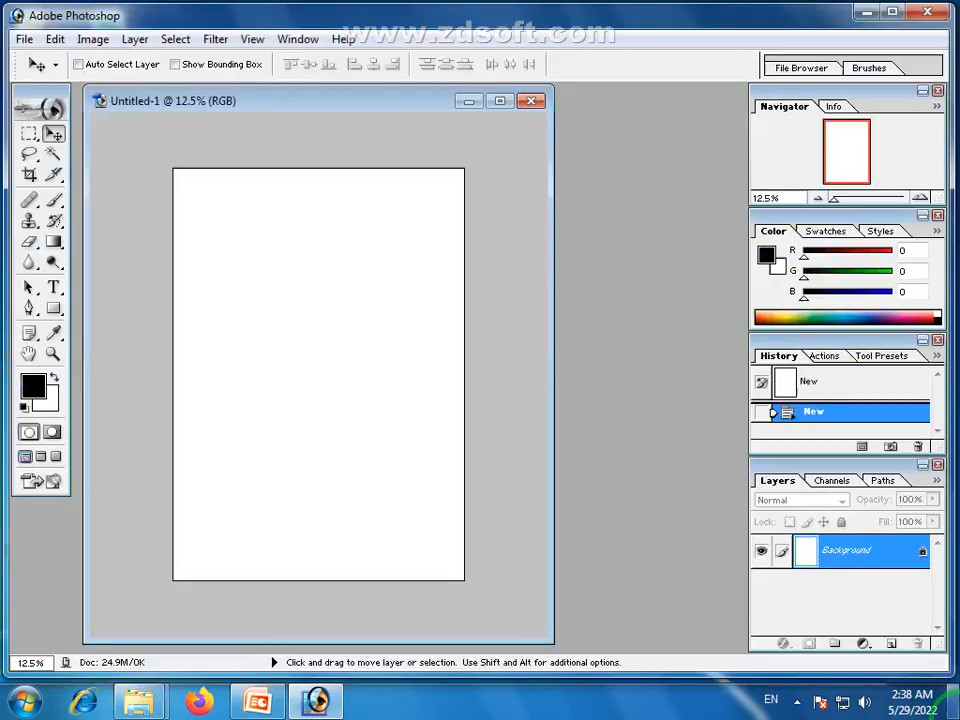 Adobe Photoshop
File Edit Image Layer Select Filter View Window Help
www.zdsoft.com
Auto Select Layer Show Bounding Box
File Browser Brushes
Untitled-1 @ 12.5% (RGB)
Navigator Info
12.5%
Color Swatches Styles
R 0
G 0
B 0
History Actions Tool Presets
New
New
Layers Channels Paths
Normal Opacity: 100%
Lock: Fill: 100%
Background
12.5% Doc: 24.9M/0K Click and drag to move layer or selection. Use Shift and Alt for additional options.
EN
2:38 AM
5/29/2022